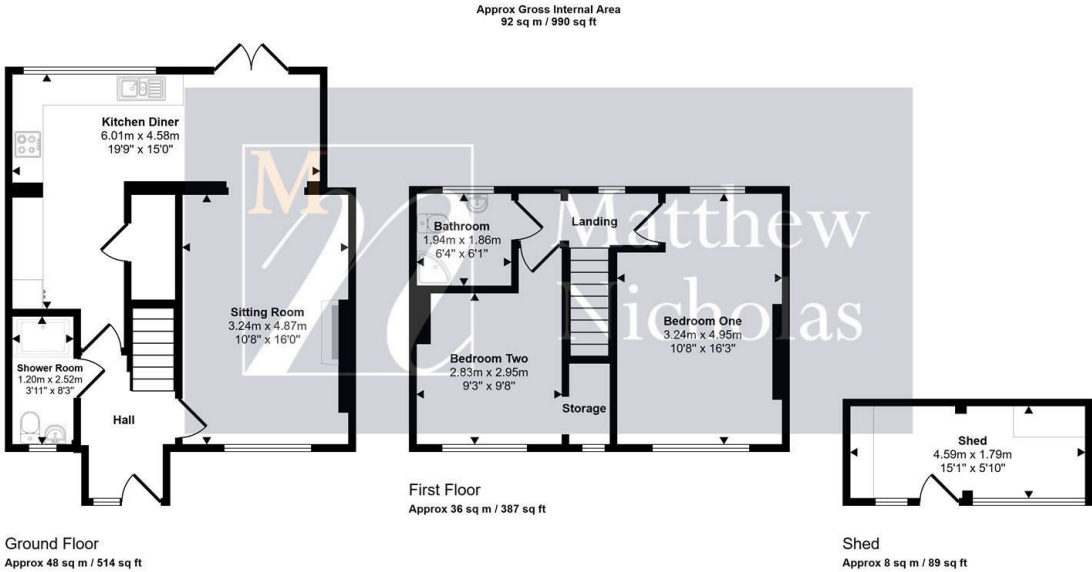 Approx Gross Internal Area
92 sq m / 990 sq ft
Kitchen Diner
6.01m x 4.58m
19'9" x 15'0"
M
Matthew
Nicholas
Sitting Room
3.24m x 4.87m
10'8" x 16'0"
Shower Room
1.20m x 2.52m
3'11" x 8'3"
Hall
Ground Floor
Approx 48 sq m / 514 sq ft
Bathroom
1.94m x 1.86m
6'4" x 6'1"
Landing
Bedroom One
3.24m x 4.95m
10'8" x 16'3"
Bedroom Two
2.83m x 2.95m
9'3" x 9'8"
Storage
First Floor
Approx 36 sq m / 387 sq ft
Shed
4.59m x 1.79m
15'1" x 5'10"
Shed
Approx 8 sq m / 89 sq ft